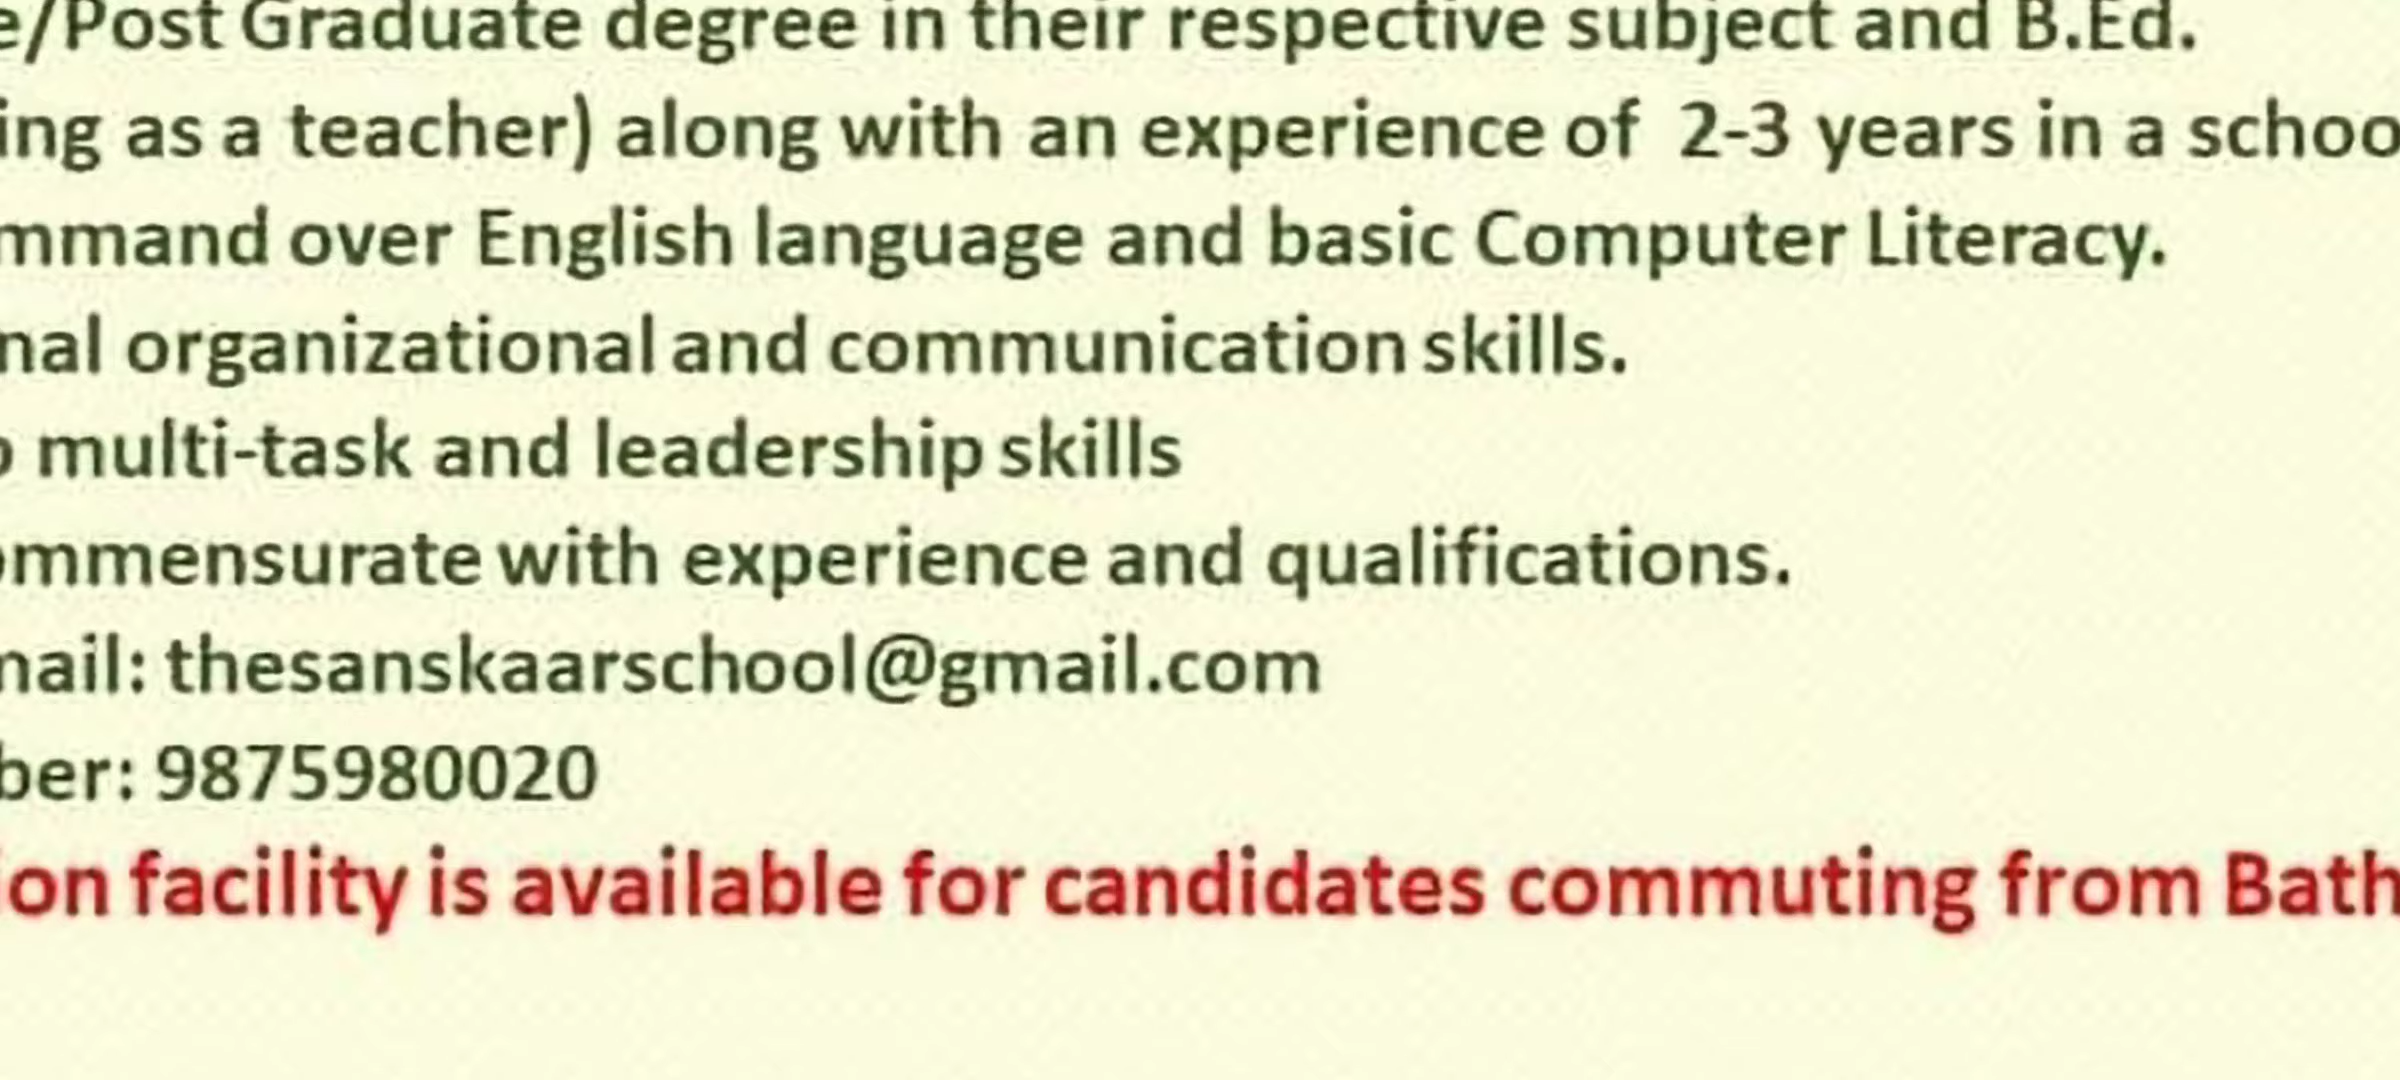 e/Post Graduate degree in their respective subject and B.Ed.
ing as a teacher) along with an experience of 2-3 years in a schoo
mmand over English language and basic Computer Literacy.
nal organizational and communication skills.
o multi-task and leadership skills
ommensurate with experience and qualifications.
mail: thesanskaarschool@gmail.com
ber: 9875980020
ion facility is available for candidates commuting from Bath